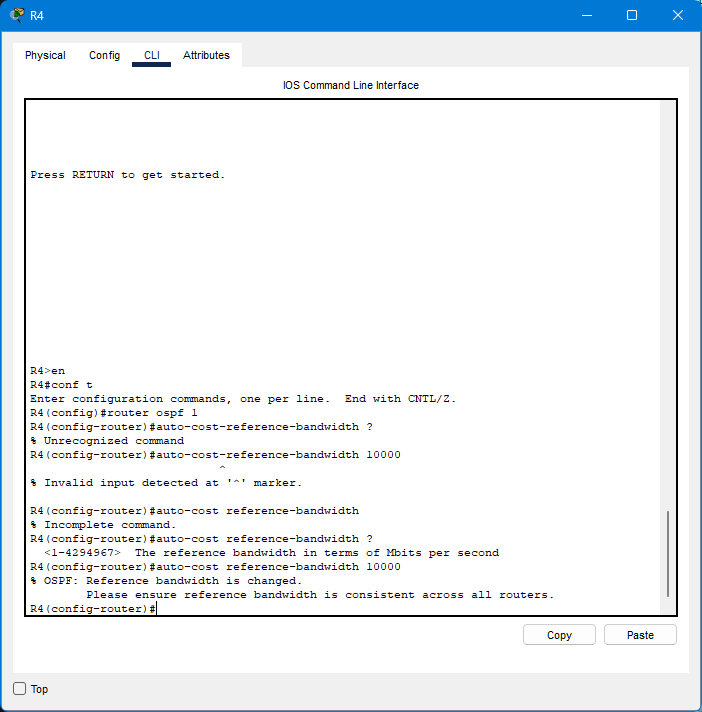 R4
Physical Config CLI Attributes
IOS Command Line Interface
Press RETURN to get started.
R4>en
R4#conf t
Enter configuration commands, one per line.  End with CNTL/Z.
R4(config)#router ospf 1
R4(config-router)#auto-cost-reference-bandwidth ?
% Unrecognized command
R4(config-router)#auto-cost-reference-bandwidth 10000
^
% Invalid input detected at '^' marker.
R4(config-router)#auto-cost reference-bandwidth
% Incomplete command.
R4(config-router)#auto-cost reference-bandwidth ?
<1-4294967>  The reference bandwidth in terms of Mbits per second
R4(config-router)#auto-cost reference-bandwidth 10000
% OSPF: Reference bandwidth is changed.
Please ensure reference bandwidth is consistent across all routers.
R4(config-router)#
Copy Paste
Top